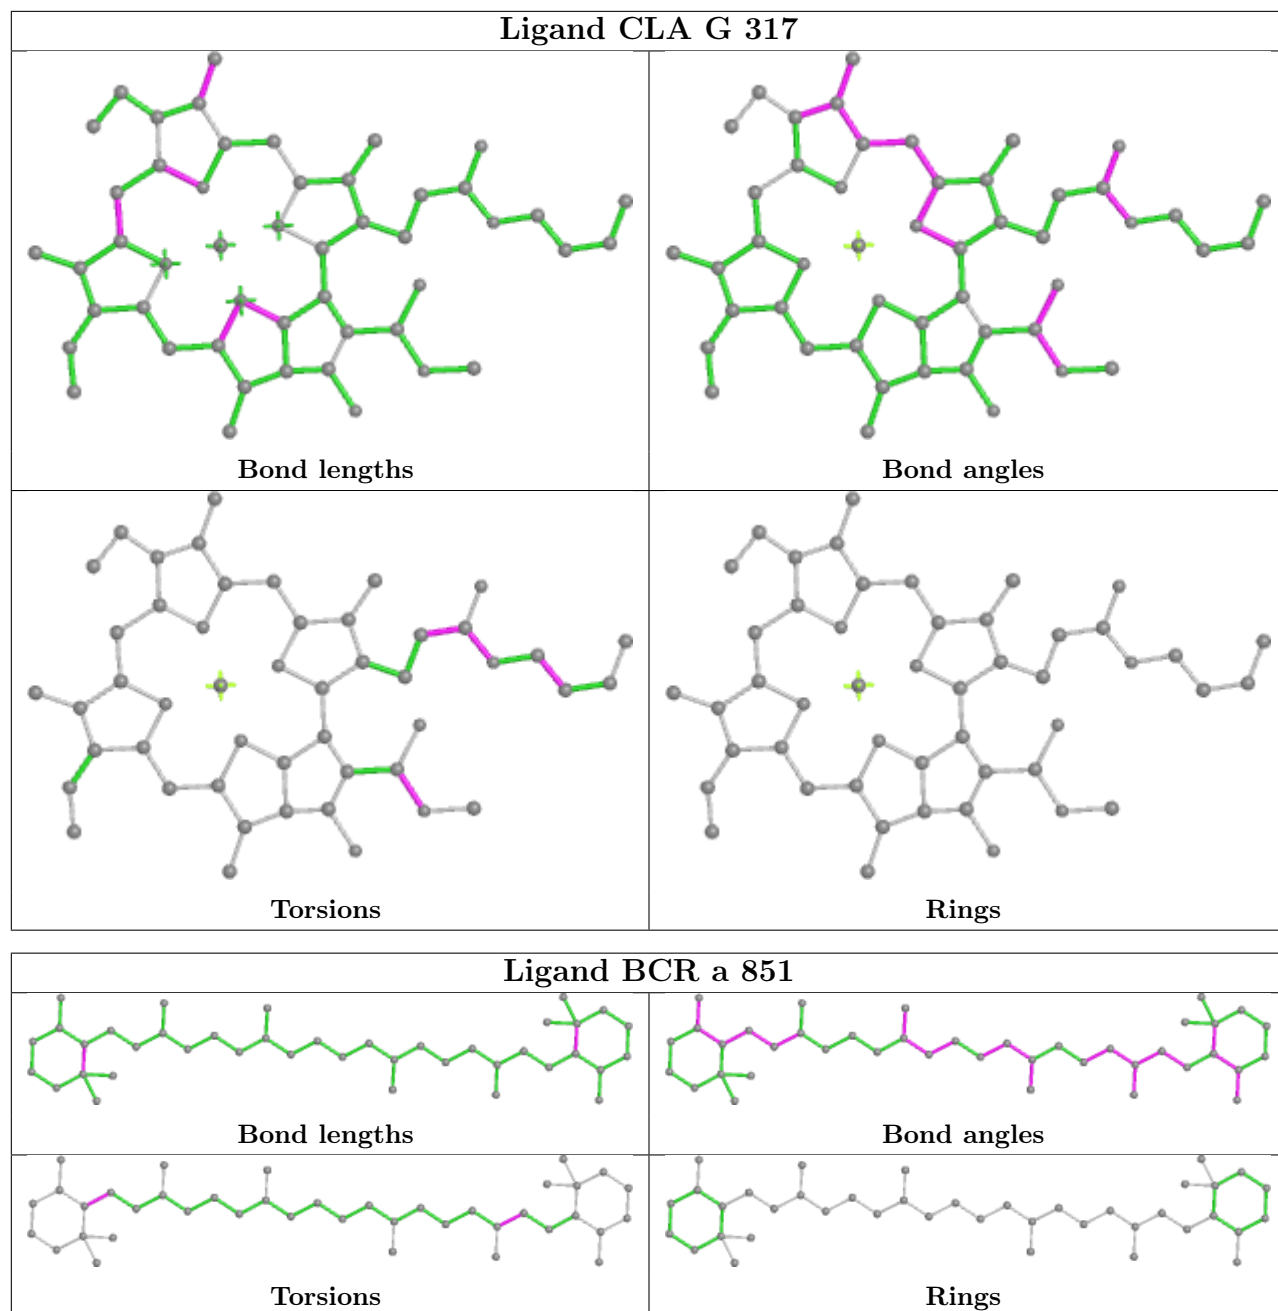 Ligand CLA G 317
Bond lengths
Bond angles
Torsions
Rings
Ligand BCR a 851
Bond lengths
Bond angles
Torsions
Rings